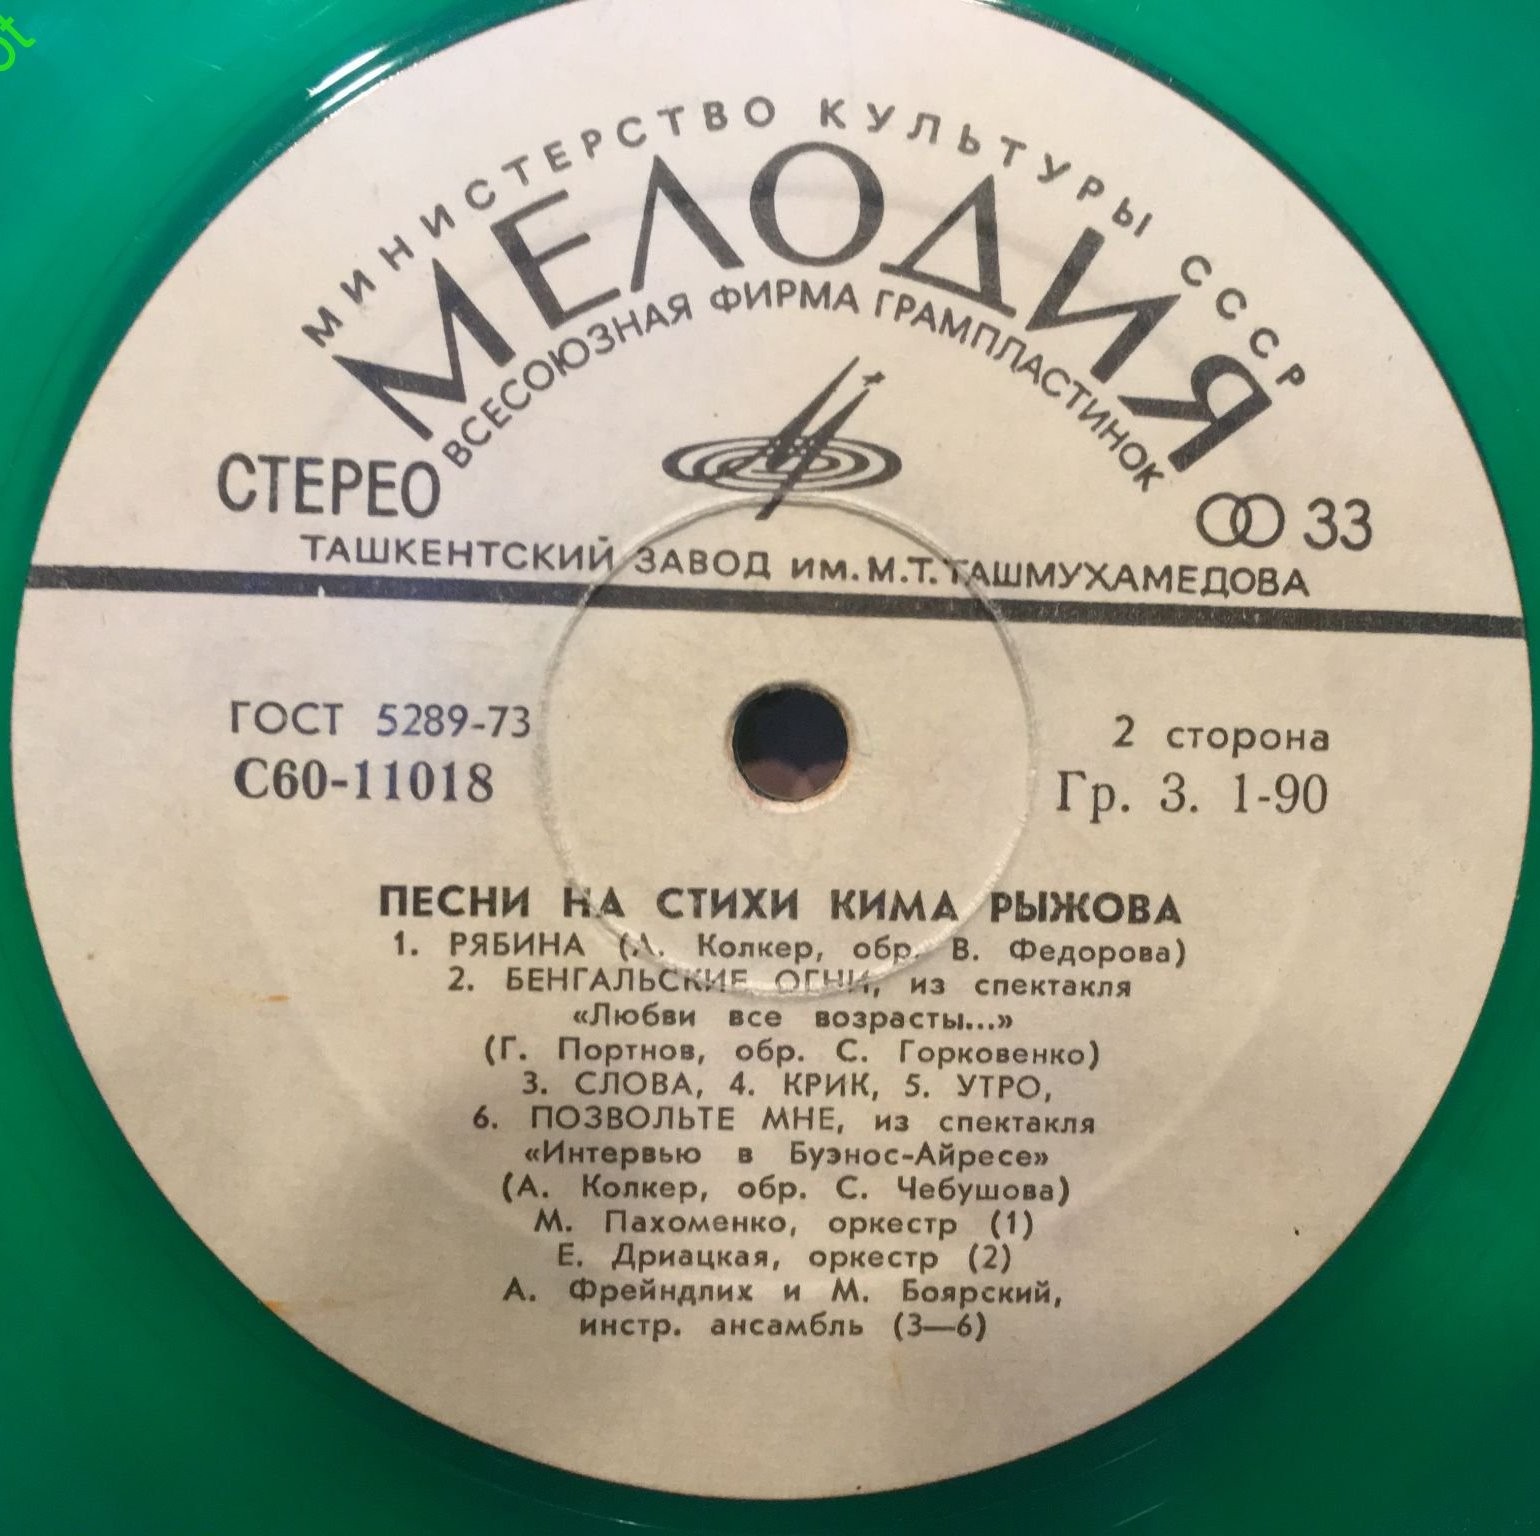 МИНИСТЕРСТВО КУЛЬТУРЫ СССР
МЕЛОДИЯ
ВСЕСОЮЗНАЯ ФИРМА ГРАМПЛАСТИНОК
СТЕРЕО
33
ТАШКЕНТСКИЙ ЗАВОД ИМ. М.Т. ТАШМУХАМЕДОВА
ГОСТ 5289-73
2 сторона
С60-11018
Гр. 3. 1-90
ПЕСНИ НА СТИХИ КИМА РЫЖОВА
1. РЯБИНА (А. Колкер, обр. В. Федорова)
2. БЕНГАЛЬСКИЕ ОГНИ, из спектакля
«Любви все возрасты...»
(Г. Портнов, обр. С. Горковенко)
3. СЛОВА, 4. КРИК, 5. УТРО,
6. ПОЗВОЛЬТЕ МНЕ, из спектакля
«Интервью в Буэнос-Айресе»
(А. Колкер, обр. С. Чебушова)
М. Пахоменко, оркестр (1)
Е. Дриацкая, оркестр (2)
А. Фрейндлих и М. Боярский,
инстр. ансамбль (3—6)